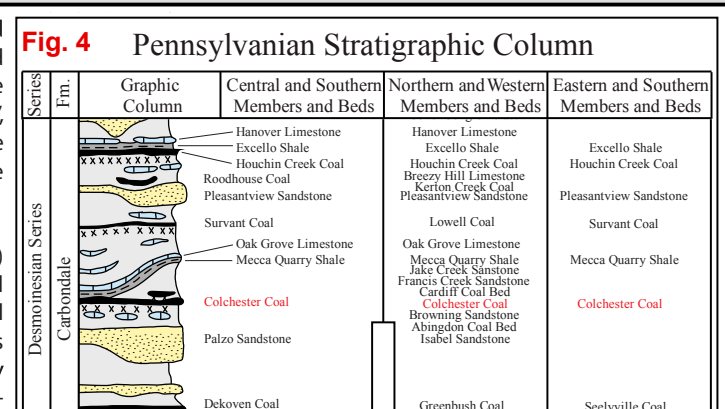 Fig. 4 Pennsylvanian Stratigraphic Column
Series
Fm.
Graphic
Column
Central and Southern
Members and Beds
Northern and Western
Members and Beds
Eastern and Southern
Members and Beds
Desmoinesian Series
Carbondale
Hanover Limestone
Excello Shale
Houchin Creek Coal
Roodhouse Coal
Pleasantview Sandstone
Survant Coal
Oak Grove Limestone
Mecca Quarry Shale
Colchester Coal
Palzo Sandstone
Dekoven Coal
Hanover Limestone
Excello Shale
Houchin Creek Coal
Breezy Hill Limestone
Kerton Creek Coal
Pleasantview Sandstone
Lowell Coal
Oak Grove Limestone
Mecca Quarry Shale
Jake Creek Sanstone
Francis Creek Sandstone
Cardiff Coal Bed
Colchester Coal
Browning Sandstone
Abingdon Coal Bed
Isabel Sandstone
Greenbush Coal
Excello Shale
Houchin Creek Coal
Pleasantview Sandstone
Survant Coal
Mecca Quarry Shale
Colchester Coal
Seelyville Coal